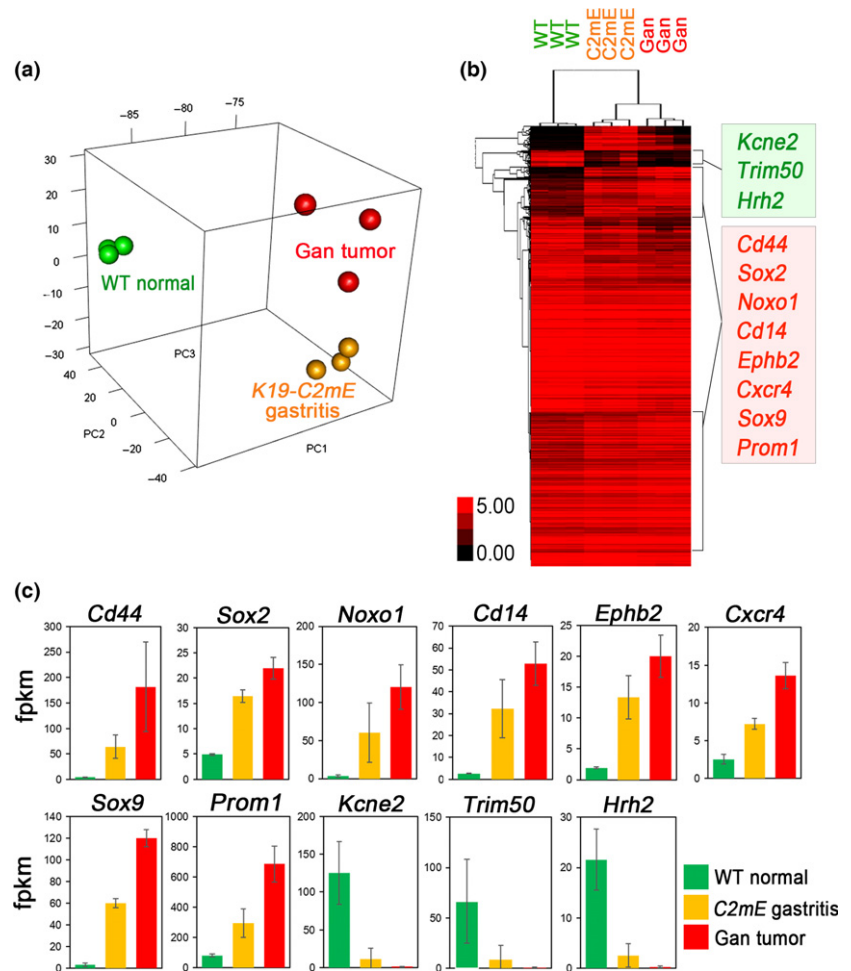 (a)
−85
−80
−75
30
20
10
0
−10
−20
−30
40
20
0
−20
−40
PC3
PC2
PC1
WT normal
Gan tumor
K19-C2mE
gastritis
(b)
WT
WT
WT
C2mE
C2mE
C2mE
Gan
Gan
Gan
5.00
0.00
Kcne2
Trim50
Hrh2
Cd44
Sox2
Noxo1
Cd14
Ephb2
Cxcr4
Sox9
Prom1
(c)
fpkm
Cd44
300
250
200
150
100
50
0
Sox2
30
25
20
15
10
5
0
Noxo1
200
150
100
50
0
Cd14
70
60
50
40
30
20
10
0
Ephb2
25
20
15
10
5
0
Cxcr4
20
15
10
5
0
fpkm
Sox9
140
120
100
80
60
40
20
0
Prom1
1000
800
600
400
200
0
Kcne2
200
150
100
50
0
Trim50
150
100
50
0
Hrh2
30
20
10
0
WT normal
C2mE gastritis
Gan tumor